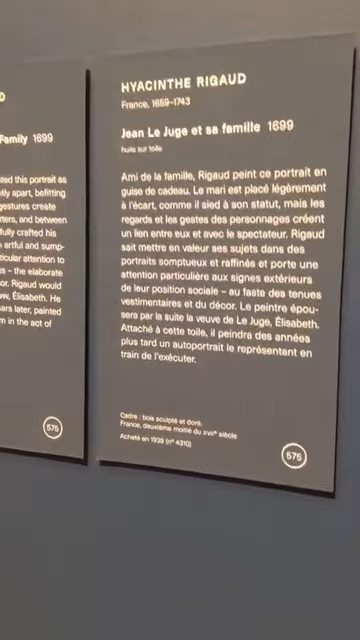 D
Family 1699
ted this portrait as
tly apart, befitting
gestures create
ters, and between
fully crafted his
artful and sump-
ticular attention to
s – the elaborate
or. Rigaud would
w, Élisabeth. He
ars later, painted
m in the act of
575
HYACINTHE RIGAUD
France, 1659–1743
Jean Le Juge et sa famille 1699
huile sur toile
Ami de la famille, Rigaud peint ce portrait en
guise de cadeau. Le mari est placé légèrement
à l'écart, comme il sied à son statut, mais les
regards et les gestes des personnages créent
un lien entre eux et avec le spectateur. Rigaud
sait mettre en valeur ses sujets dans des
portraits somptueux et raffinés et porte une
attention particulière aux signes extérieurs
de leur position sociale – au faste des tenues
vestimentaires et du décor. Le peintre épou-
sera par la suite la veuve de Le Juge, Élisabeth.
Attaché à cette toile, il peindra des années
plus tard un autoportrait le représentant en
train de l'exécuter.
Cadre : bois sculpté et doré,
France, deuxième moitié du XVIIe siècle
Acheté en 1939 (nº 4310)
575